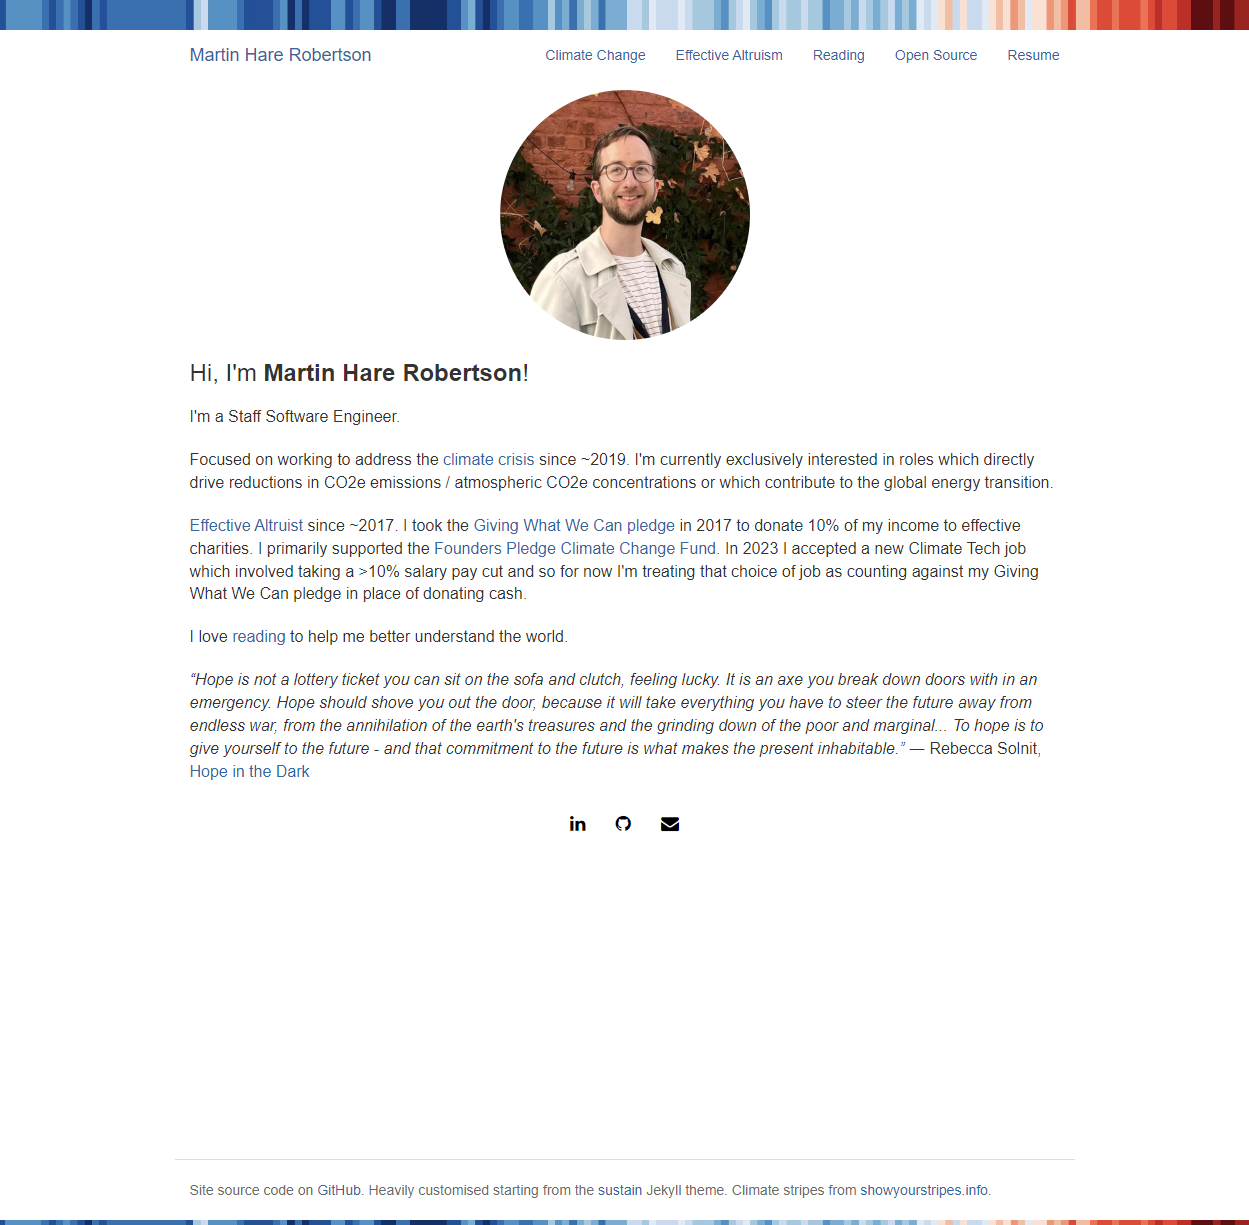 Martin Hare Robertson
Climate Change
Effective Altruism
Reading
Open Source
Resume
Hi, I'm Martin Hare Robertson!
I'm a Staff Software Engineer.
Focused on working to address the climate crisis since ~2019. I'm currently exclusively interested in roles which directly
drive reductions in CO2e emissions / atmospheric CO2e concentrations or which contribute to the global energy transition.
Effective Altruist since ~2017. I took the Giving What We Can pledge in 2017 to donate 10% of my income to effective
charities. I primarily supported the Founders Pledge Climate Change Fund. In 2023 I accepted a new Climate Tech job
which involved taking a >10% salary pay cut and so for now I'm treating that choice of job as counting against my Giving
What We Can pledge in place of donating cash.
I love reading to help me better understand the world.
“Hope is not a lottery ticket you can sit on the sofa and clutch, feeling lucky. It is an axe you break down doors with in an
emergency. Hope should shove you out the door, because it will take everything you have to steer the future away from
endless war, from the annihilation of the earth's treasures and the grinding down of the poor and marginal... To hope is to
give yourself to the future - and that commitment to the future is what makes the present inhabitable.” — Rebecca Solnit,
Hope in the Dark
in
Site source code on GitHub. Heavily customised starting from the sustain Jekyll theme. Climate stripes from showyourstripes.info.